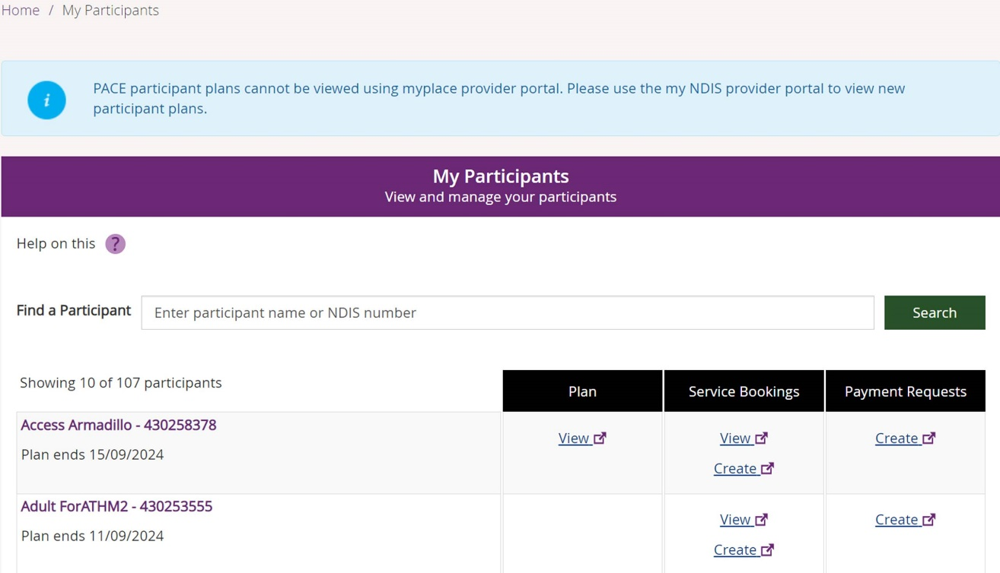 Home / My Participants
i
PACE participant plans cannot be viewed using myplace provider portal. Please use the my NDIS provider portal to view new
participant plans.
My Participants
View and manage your participants
Help on this ?
Find a Participant Enter participant name or NDIS number Search
Showing 10 of 107 participants Plan Service Bookings Payment Requests
Access Armadillo - 430258378
View View Create
Plan ends 15/09/2024
Create
Adult ForATHM2 - 430253555
View Create
Plan ends 11/09/2024
Create